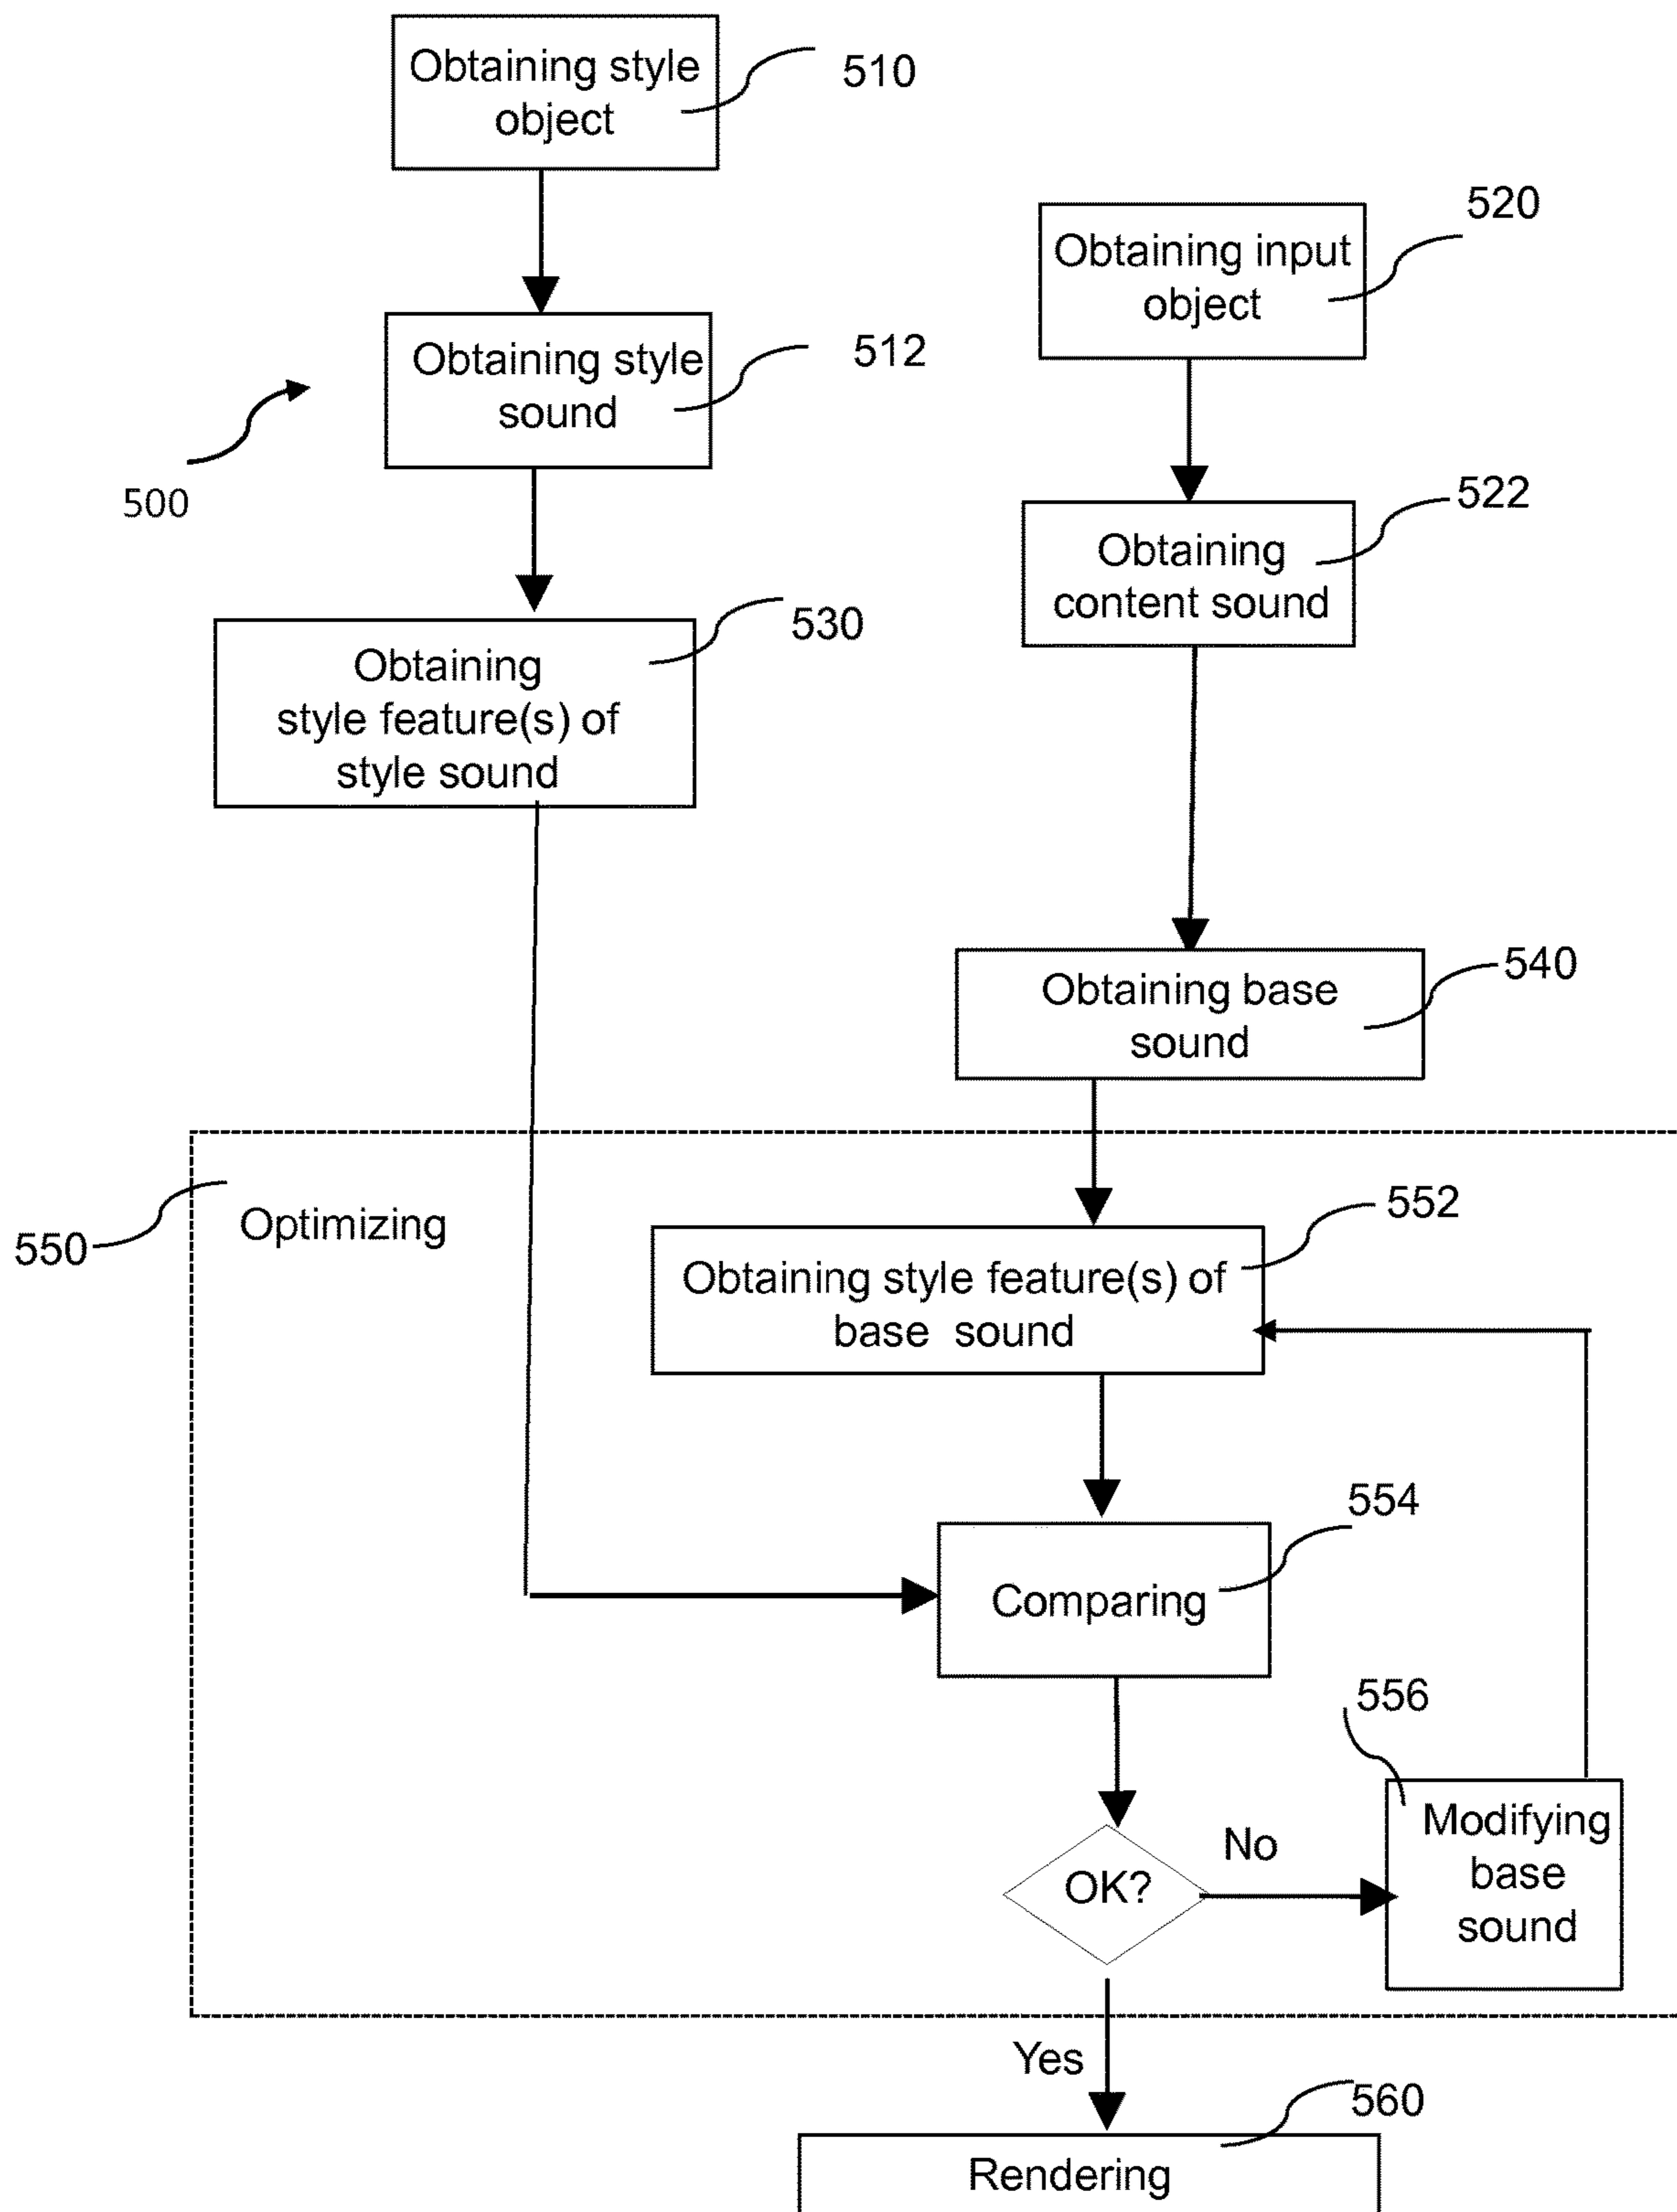 Obtaining style
object
510
520
Obtaining input
object
Obtaining style
sound
512
500
522
Obtaining
content sound
530
Obtaining
style feature(s) of
style sound
540
Obtaining base
sound
550
Optimizing
552
Obtaining style feature(s) of
base sound
554
Comparing
556
Modifying
base
sound
OK?
No
Yes
560
Rendering